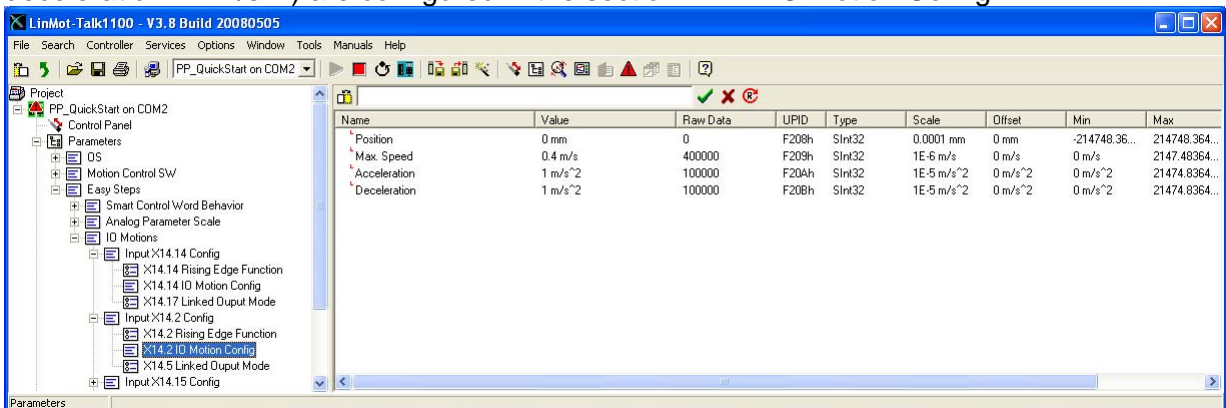 LinMot-Talk1100 - V3.8 Build 20080505
File Search Controller Services Options Window Tools Manuals Help
PP_QuickStart on COM2
Project
PP_QuickStart on COM2
Control Panel
Parameters
OS
Motion Control SW
Easy Steps
Smart Control Word Behavior
Analog Parameter Scale
IO Motions
Input X14.14 Config
X14.14 Rising Edge Function
X14.14 IO Motion Config
X14.17 Linked Ouput Mode
Input X14.2 Config
X14.2 Rising Edge Function
X14.2 IO Motion Config
X14.5 Linked Ouput Mode
Input X14.15 Config
Name Value Raw Data UPID Type Scale Offset Min Max
Position 0 mm 0 F208h SInt32 0.0001 mm 0 mm -214748.36... 214748.364...
Max. Speed 0.4 m/s 400000 F209h SInt32 1E-6 m/s 0 m/s 0 m/s 2147.48364...
Acceleration 1 m/s^2 100000 F20Ah SInt32 1E-5 m/s^2 0 m/s^2 0 m/s^2 21474.8364...
Deceleration 1 m/s^2 100000 F20Bh SInt32 1E-5 m/s^2 0 m/s^2 0 m/s^2 21474.8364...
Parameters